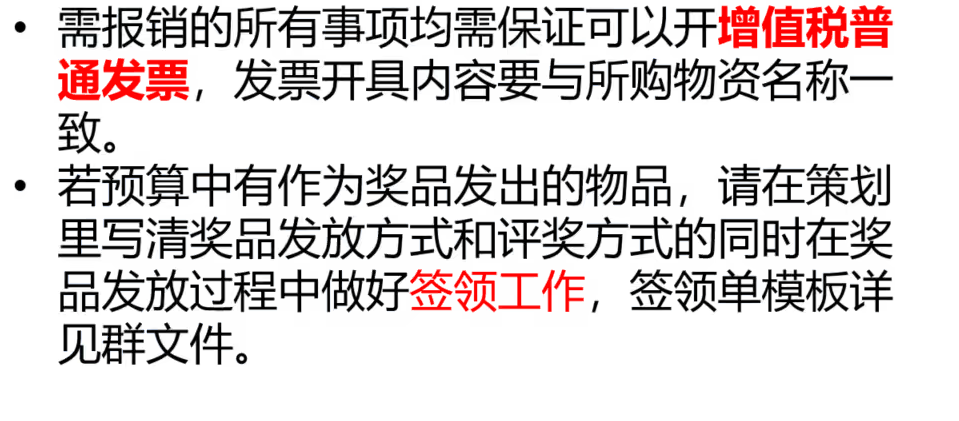 • 需报销的所有事项均需保证可以开增值税普
通发票，发票开具内容要与所购物资名称一
致。
• 若预算中有作为奖品发出的物品，请在策划
里写清奖品发放方式和评奖方式的同时在奖
品发放过程中做好签领工作，签领单模板详
见群文件。